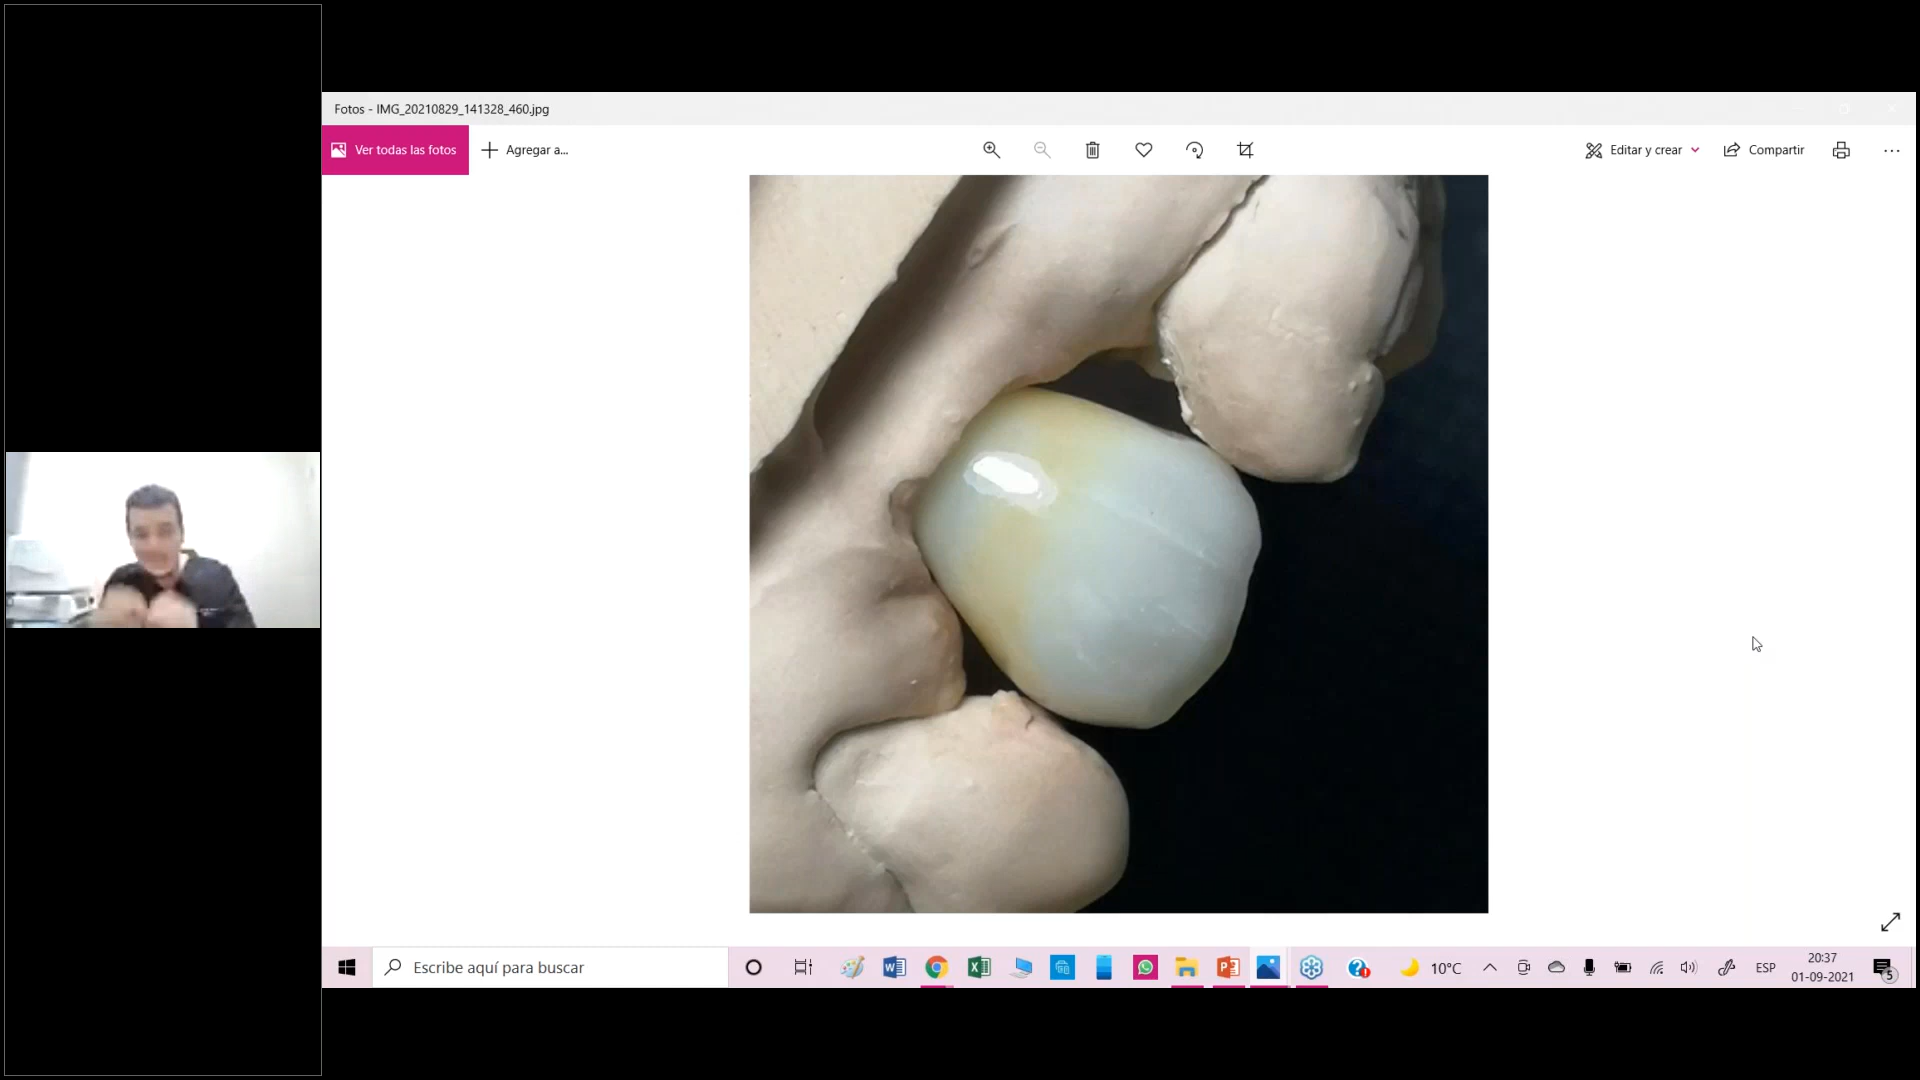 Fotos - IMG_20210829_141328_460.jpg
Ver todas las fotos
Agregar a...
Editar y crear
Compartir
Escribe aquí para buscar
10°C
ESP
20:37
01-09-2021
5